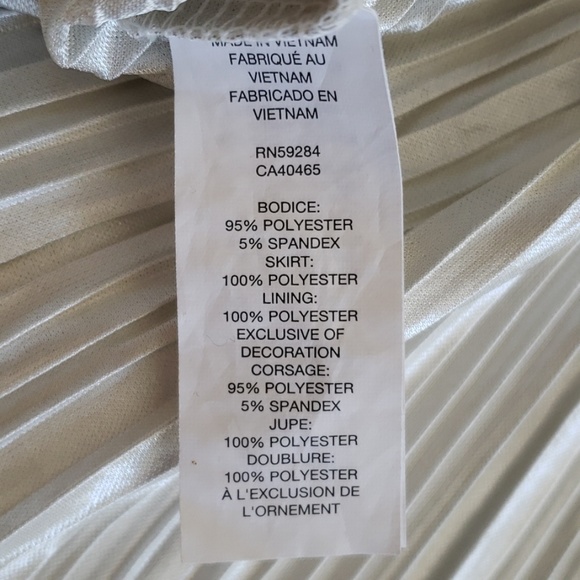 MADE IN VIETNAM
FABRIQUÉ AU
VIETNAM
FABRICADO EN
VIETNAM
RN59284
CA40465
BODICE:
95% POLYESTER
5% SPANDEX
SKIRT:
100% POLYESTER
LINING:
100% POLYESTER
EXCLUSIVE OF
DECORATION
CORSAGE:
95% POLYESTER
5% SPANDEX
JUPE:
100% POLYESTER
DOUBLURE:
100% POLYESTER
À L'EXCLUSION DE
L'ORNEMENT